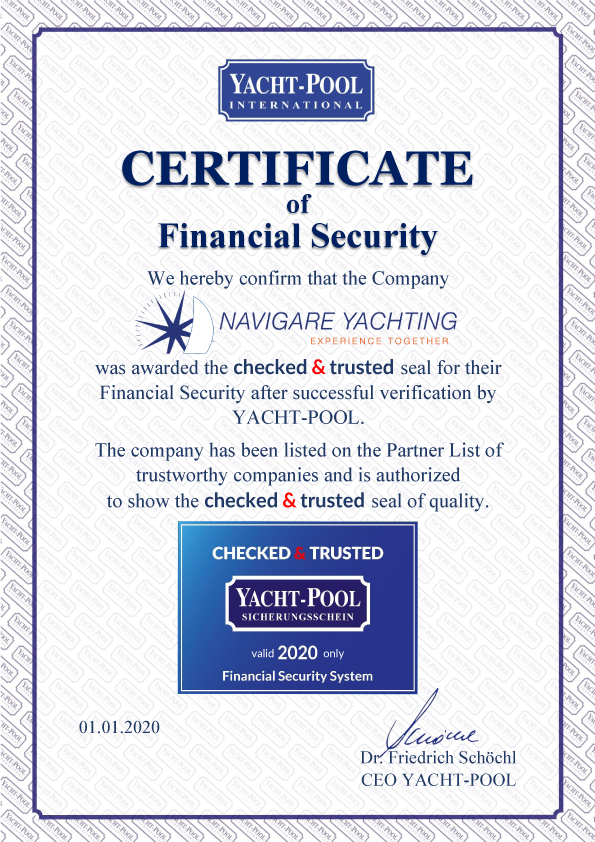 YACHT-POOL
INTERNATIONAL
CERTIFICATE
of
Financial Security
We hereby confirm that the Company
NAVIGARE YACHTING
EXPERIENCE TOGETHER
was awarded the checked & trusted seal for their
Financial Security after successful verification by
YACHT-POOL.
The company has been listed on the Partner List of
trustworthy companies and is authorized
to show the checked & trusted seal of quality.
CHECKED & TRUSTED
YACHT-POOL
SICHERUNGSSCHEIN
valid 2020 only
Financial Security System
01.01.2020
Dr. Friedrich Schöchl
CEO YACHT-POOL